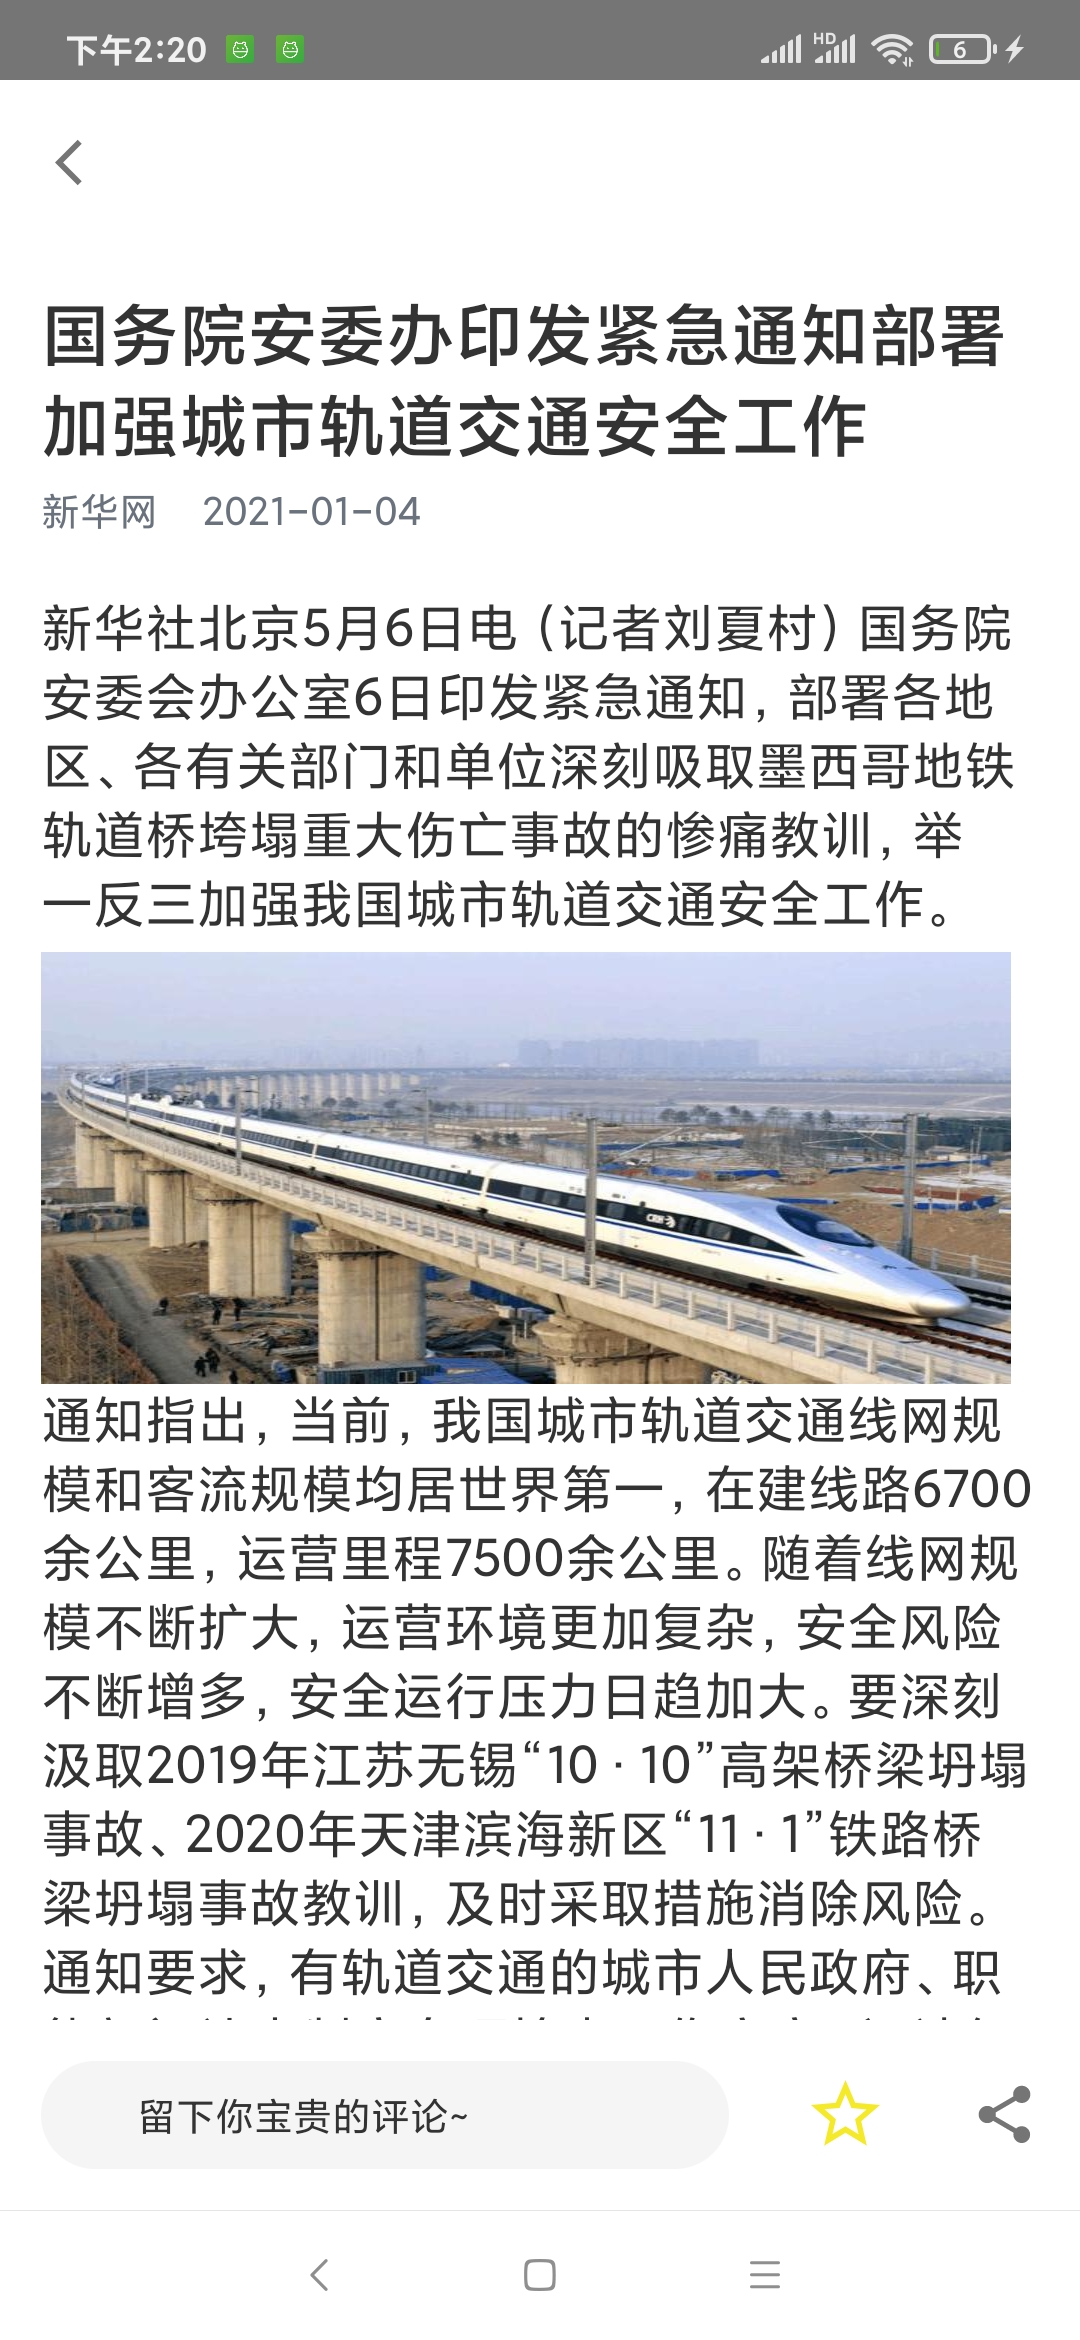 下午2:20
HD
6
国务院安委办印发紧急通知部署
加强城市轨道交通安全工作
新华网 2021-01-04
新华社北京5月6日电（记者刘夏村）国务院
安委会办公室6日印发紧急通知，部署各地
区、各有关部门和单位深刻吸取墨西哥地铁
轨道桥垮塌重大伤亡事故的惨痛教训，举
一反三加强我国城市轨道交通安全工作。
通知指出，当前，我国城市轨道交通线网规
模和客流规模均居世界第一，在建线路6700
余公里，运营里程7500余公里。随着线网规
模不断扩大，运营环境更加复杂，安全风险
不断增多，安全运行压力日趋加大。要深刻
汲取2019年江苏无锡“10 · 10”高架桥梁坍塌
事故、2020年天津滨海新区“11 · 1”铁路桥
梁坍塌事故教训，及时采取措施消除风险。
通知要求，有轨道交通的城市人民政府、职
留下你宝贵的评论~